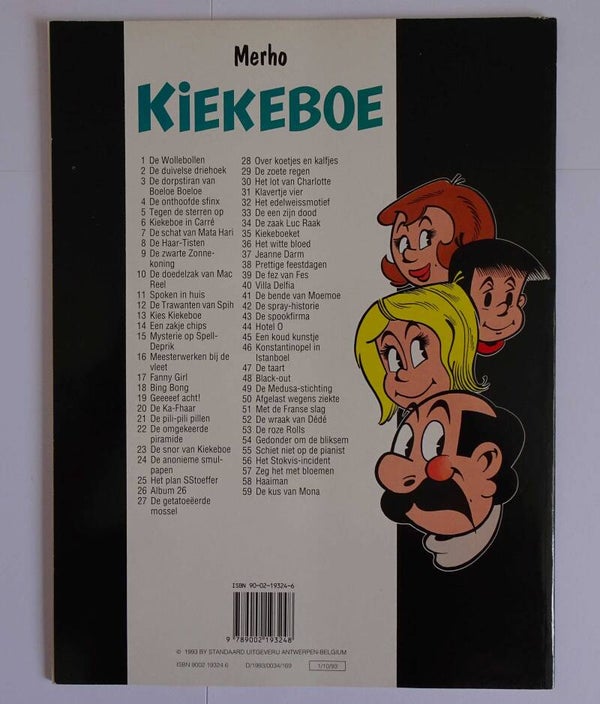 Merho
KiEKEBOE
1 De Wollebollen
2 De duivelse driehoek
3 De dorpstiran van
Boeloe Boeloe
4 De onthoofde sfinx
5 Tegen de sterren op
6 Kiekeboe in Carré
7 De schat van Mata Hari
8 De Haar-Tisten
9 De zwarte Zonne-
koning
10 De doedelzak van Mac
Reel
11 Spoken in huis
12 De Trawanten van Spih
13 Kies Kiekeboe
14 Een zakje chips
15 Mysterie op Spell-
Deprik
16 Meesterwerken bij de
vleet
17 Fanny Girl
18 Bing Bong
19 Geeeeef acht!
20 De Ka-Fhaar
21 De pili-pili pillen
22 De omgekeerde
piramide
23 De snor van Kiekeboe
24 De anonieme smul-
papen
25 Het plan SStoeffer
26 Album 26
27 De getatoeëerde
mossel
28 Over koetjes en kalfjes
29 De zoete regen
30 Het lot van Charlotte
31 Klavertje vier
32 Het edelweissmotief
33 De een zijn dood
34 De zaak Luc Raak
35 Kiekeboeket
36 Het witte bloed
37 Jeanne Darm
38 Prettige feestdagen
39 De fez van Fes
40 Villa Delfia
41 De bende van Moemoe
42 De spray-historie
43 De spookfirma
44 Hotel O
45 Een koud kunstje
46 Konstantinopel in
Istanboel
47 De taart
48 Black-out
49 De Medusa-stichting
50 Afgelast wegens ziekte
51 Met de Franse slag
52 De wraak van Dédé
53 De roze Rolls
54 Gedonder om de bliksem
55 Schiet niet op de pianist
56 Het Stokvis-incident
57 Zeg het met bloemen
58 Haaiman
59 De kus van Mona
ISBN 90-02-19324-6
9 789002 193248
© 1993 BY STANDAARD UITGEVERIJ ANTWERPEN-BELGIUM
ISBN 9002 19324 6 D/1993/0034/169 1/10/93